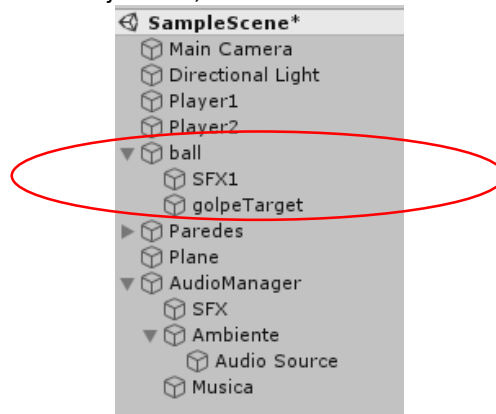 SampleScene*
Main Camera
Directional Light
Player1
Player2
ball
SFX1
golpeTarget
Paredes
Plane
AudioManager
SFX
Ambiente
Audio Source
Musica